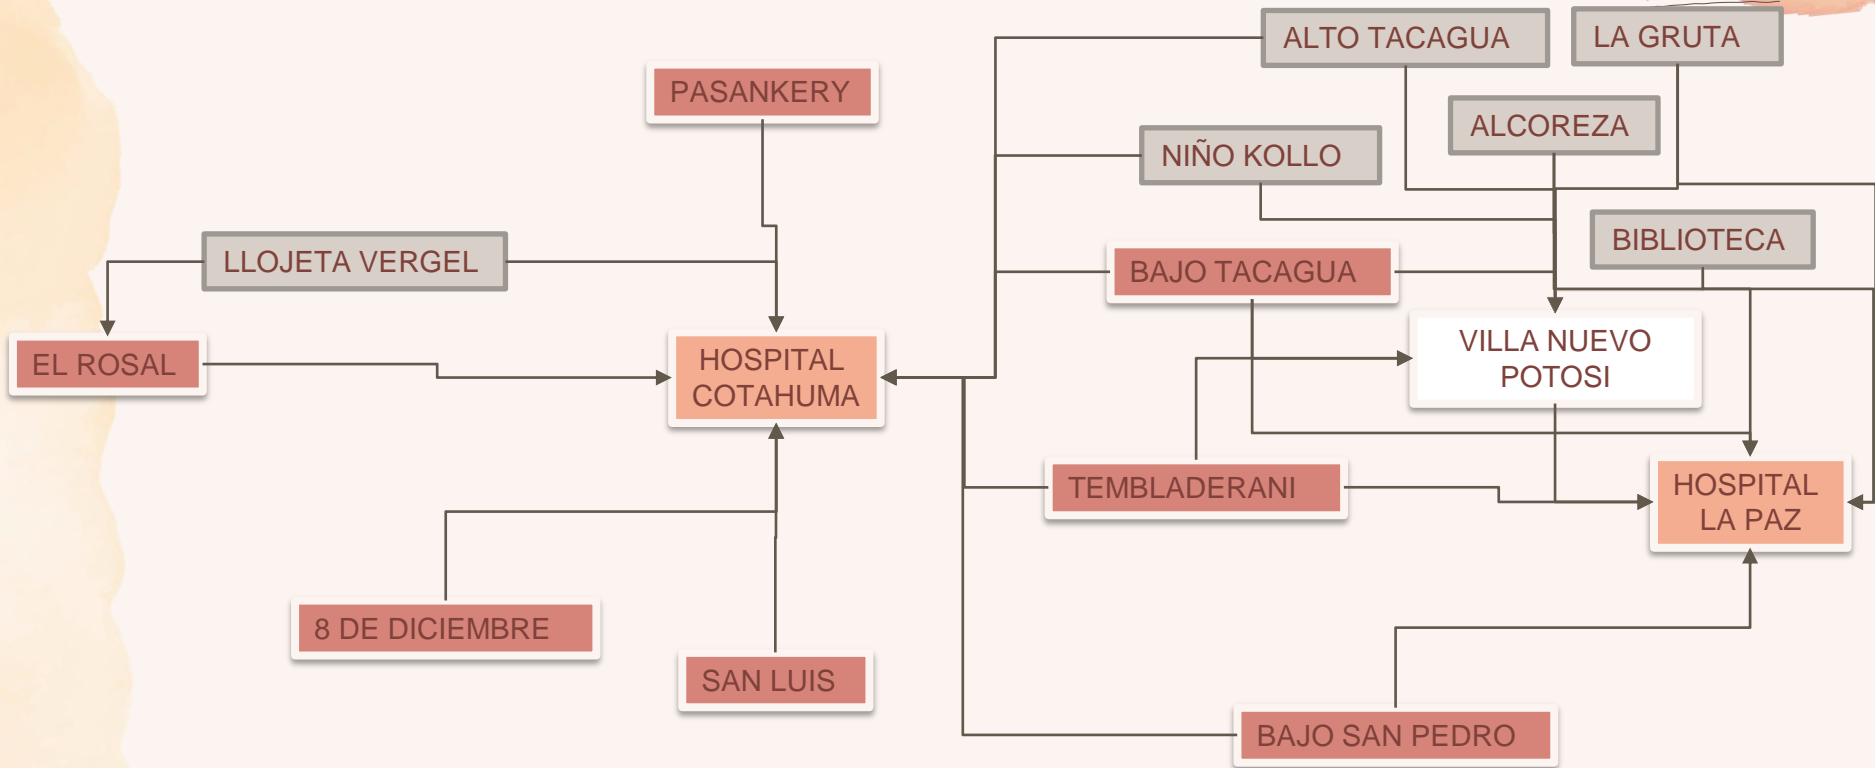 ALTO TACAGUA
LA GRUTA
PASANKERY
ALCOREZA
NIÑO KOLLO
LLOJETA VERGEL
BAJO TACAGUA
BIBLIOTECA
EL ROSAL
HOSPITAL
COTAHUMA
VILLA NUEVO
POTOSI
TEMBLADERANI
HOSPITAL
LA PAZ
8 DE DICIEMBRE
SAN LUIS
BAJO SAN PEDRO